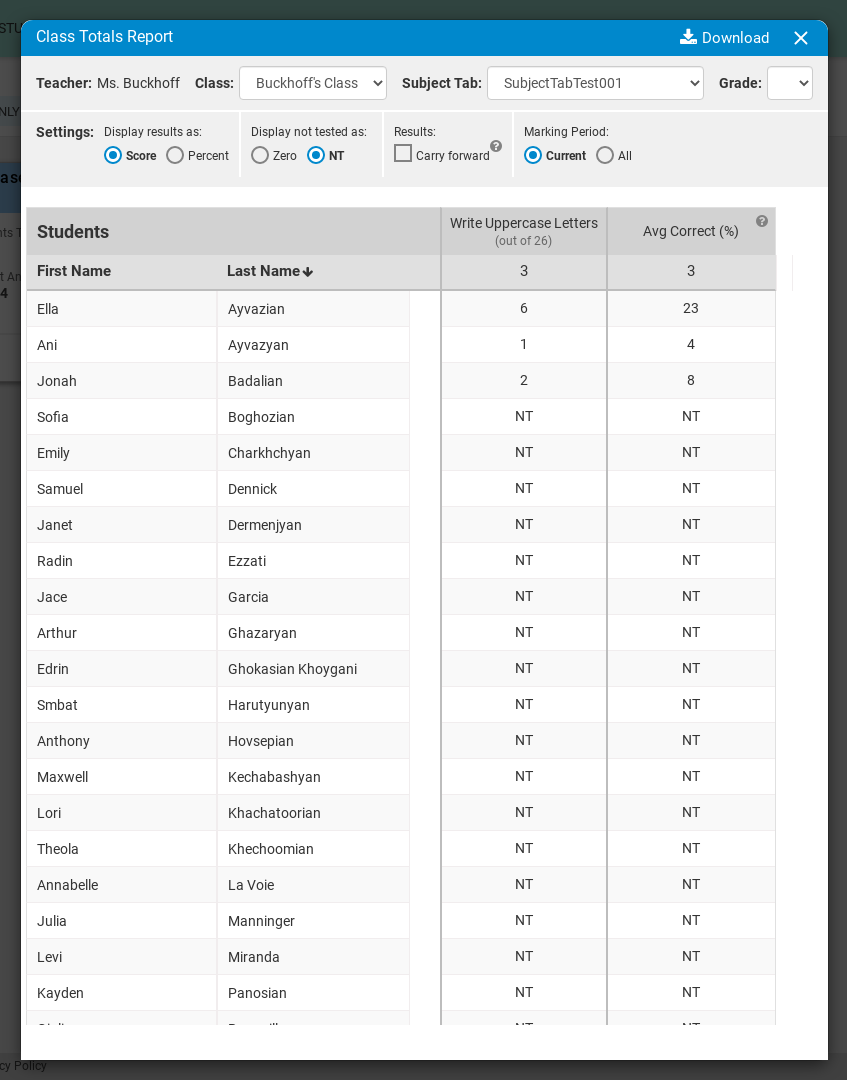 Class Totals Report Download
Teacher: Ms. Buckhoff Class: Buckhoff's Class Subject Tab: SubjectTabTest001 Grade:
Settings: Display results as: Display not tested as: Results: Marking Period:
Score Percent Zero NT Carry forward Current All
Students Write Uppercase Letters (out of 26) Avg Correct (%)
First Name Last Name 3 3
Ella Ayvazian 6 23
Ani Ayvazyan 1 4
Jonah Badalian 2 8
Sofia Boghozian NT NT
Emily Charkhchyan NT NT
Samuel Dennick NT NT
Janet Dermenjyan NT NT
Radin Ezzati NT NT
Jace Garcia NT NT
Arthur Ghazaryan NT NT
Edrin Ghokasian Khoygani NT NT
Smbat Harutyunyan NT NT
Anthony Hovsepian NT NT
Maxwell Kechabashyan NT NT
Lori Khachatoorian NT NT
Theola Khechoomian NT NT
Annabelle La Voie NT NT
Julia Manninger NT NT
Levi Miranda NT NT
Kayden Panosian NT NT
NT NT
Policy